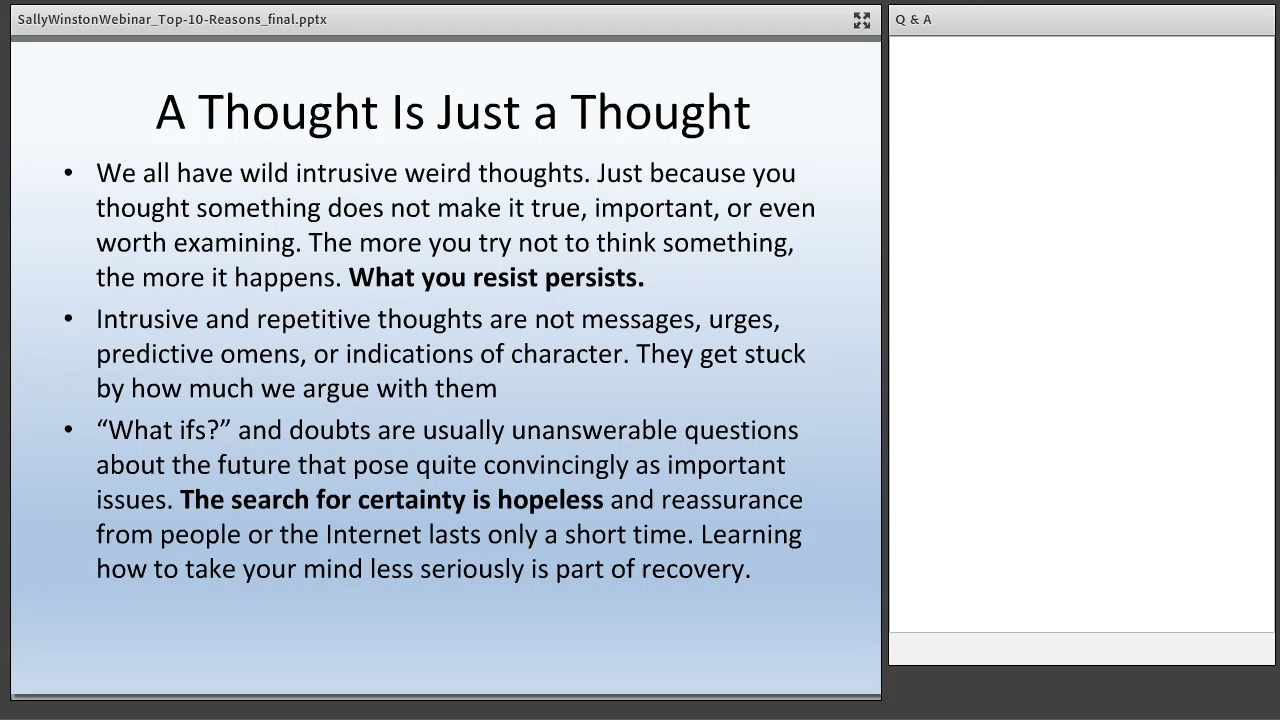 SallyWinstonWebinar_Top-10-Reasons_final.pptx
Q & A
A Thought Is Just a Thought
• We all have wild intrusive weird thoughts. Just because you
thought something does not make it true, important, or even
worth examining. The more you try not to think something,
the more it happens. What you resist persists.
• Intrusive and repetitive thoughts are not messages, urges,
predictive omens, or indications of character. They get stuck
by how much we argue with them
• “What ifs?” and doubts are usually unanswerable questions
about the future that pose quite convincingly as important
issues. The search for certainty is hopeless and reassurance
from people or the Internet lasts only a short time. Learning
how to take your mind less seriously is part of recovery.